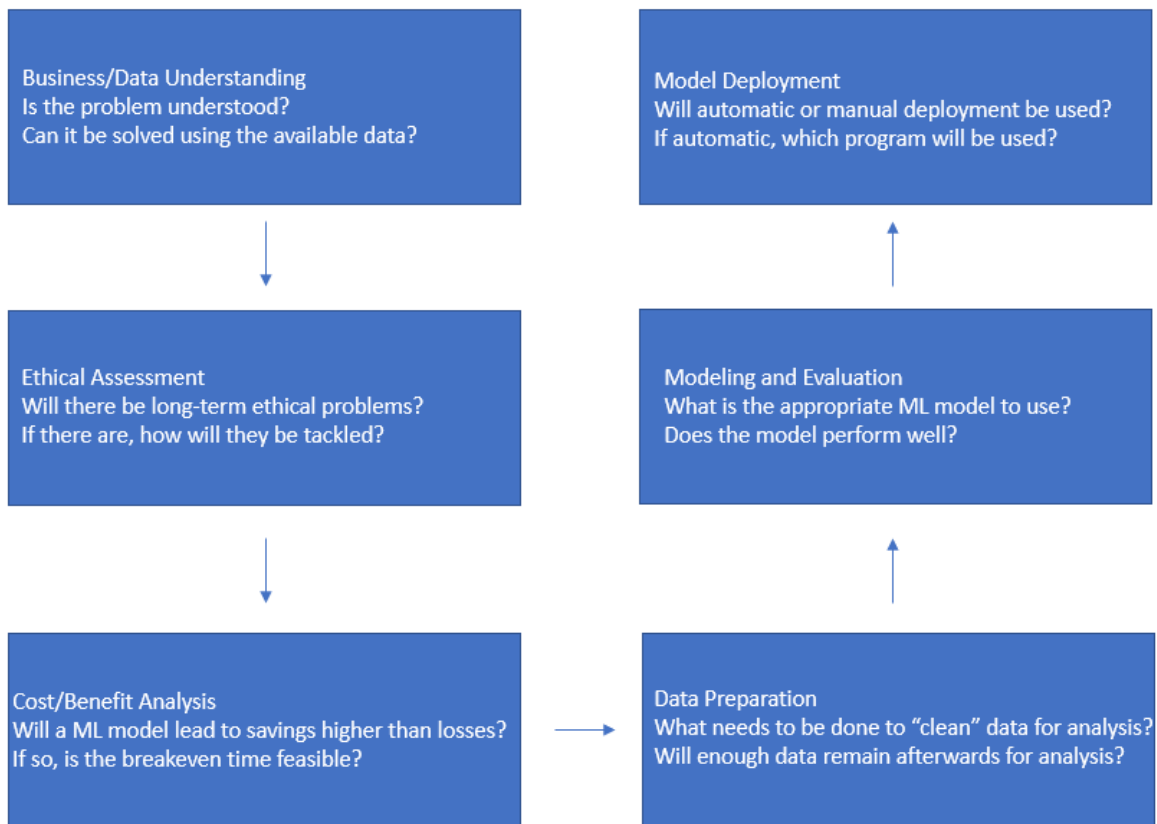 Business/Data Understanding
Is the problem understood?
Can it be solved using the available data?
Ethical Assessment
Will there be long-term ethical problems?
If there are, how will they be tackled?
Cost/Benefit Analysis
Will a ML model lead to savings higher than losses?
If so, is the breakeven time feasible?
Data Preparation
What needs to be done to “clean” data for analysis?
Will enough data remain afterwards for analysis?
Modeling and Evaluation
What is the appropriate ML model to use?
Does the model perform well?
Model Deployment
Will automatic or manual deployment be used?
If automatic, which program will be used?